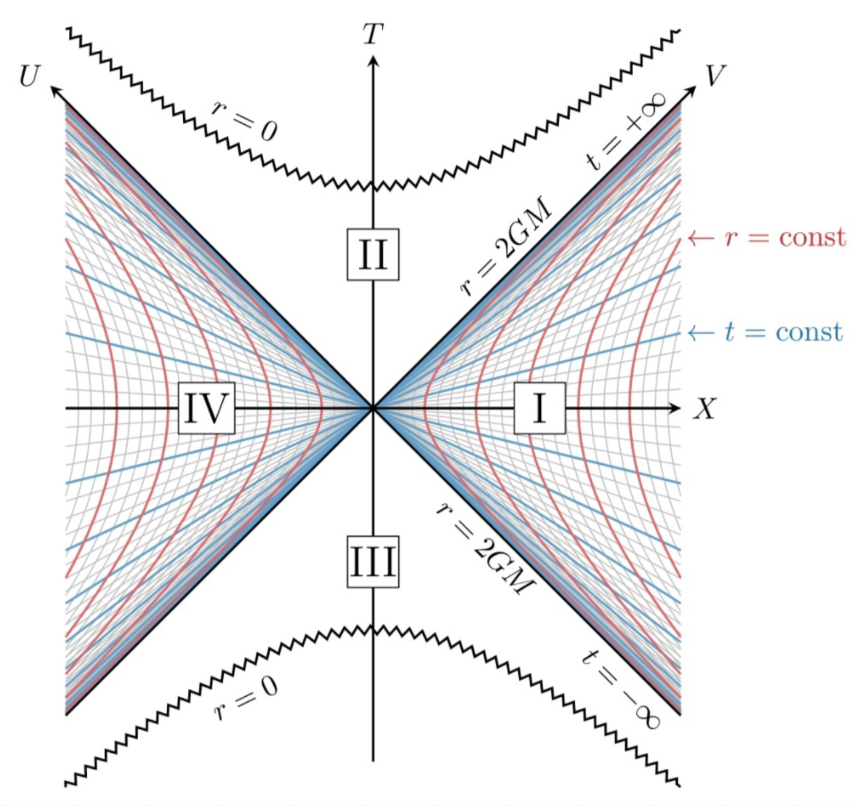 T
U
V
r = 0
t = +∞
r = 2GM
II
← r = const
← t = const
IV
I
X
r = 2GM
III
r = 0
t = −∞